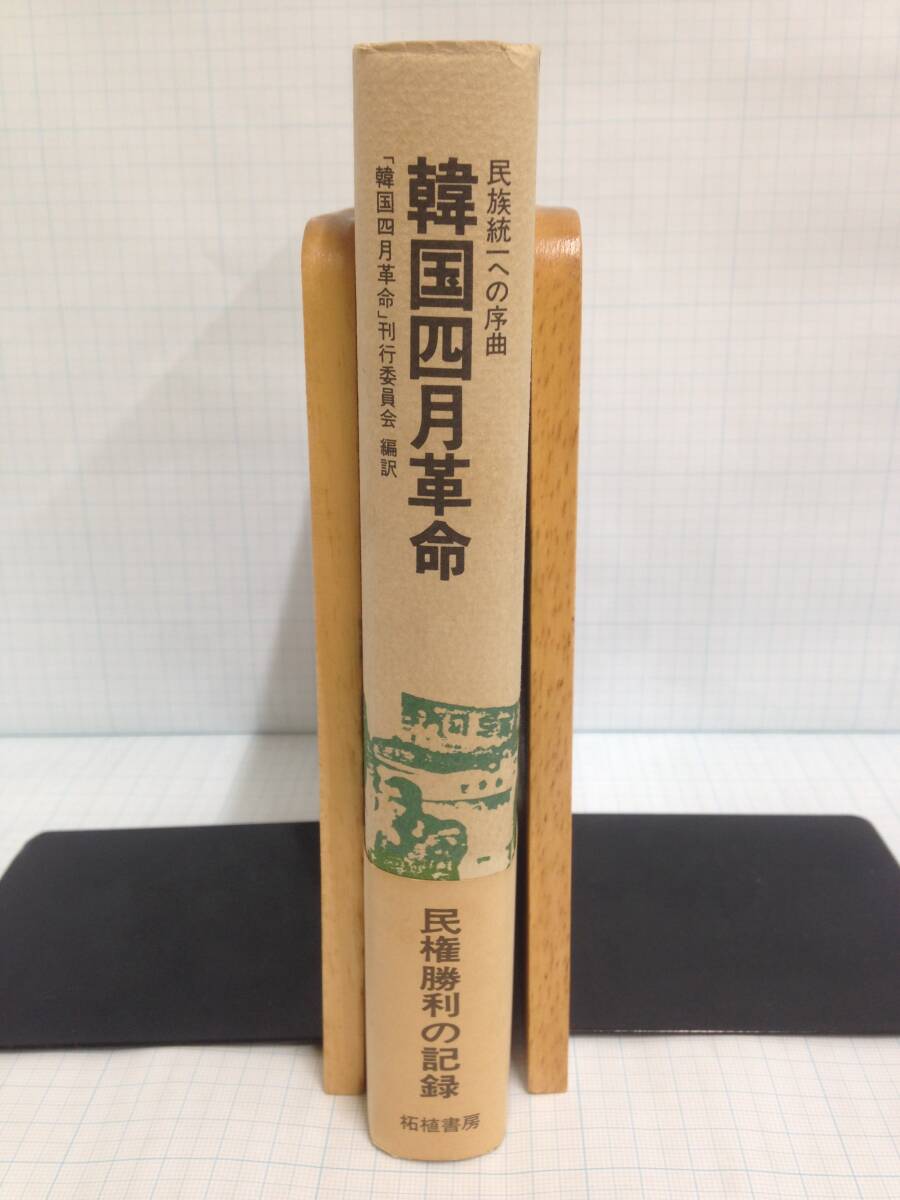 民族統一への序曲
韓国四月革命
「韓国四月革命」刊行委員会 編訳
民権勝利の記録
柘植書房